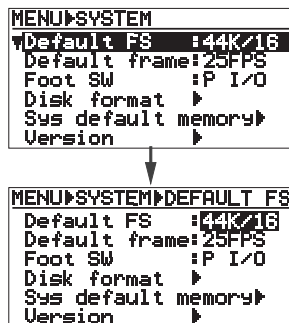 MENU▶SYSTEM
▼Default FS :44K/16
Default frame:25FPS
Foot SW :P I/O
Disk format ▶
Sys default memory▶
Version ▶
MENU▶SYSTEM▶DEFAULT FS
Default FS :44K/16
Default frame:25FPS
Foot SW :P I/O
Disk format ▶
Sys default memory▶
Version ▶